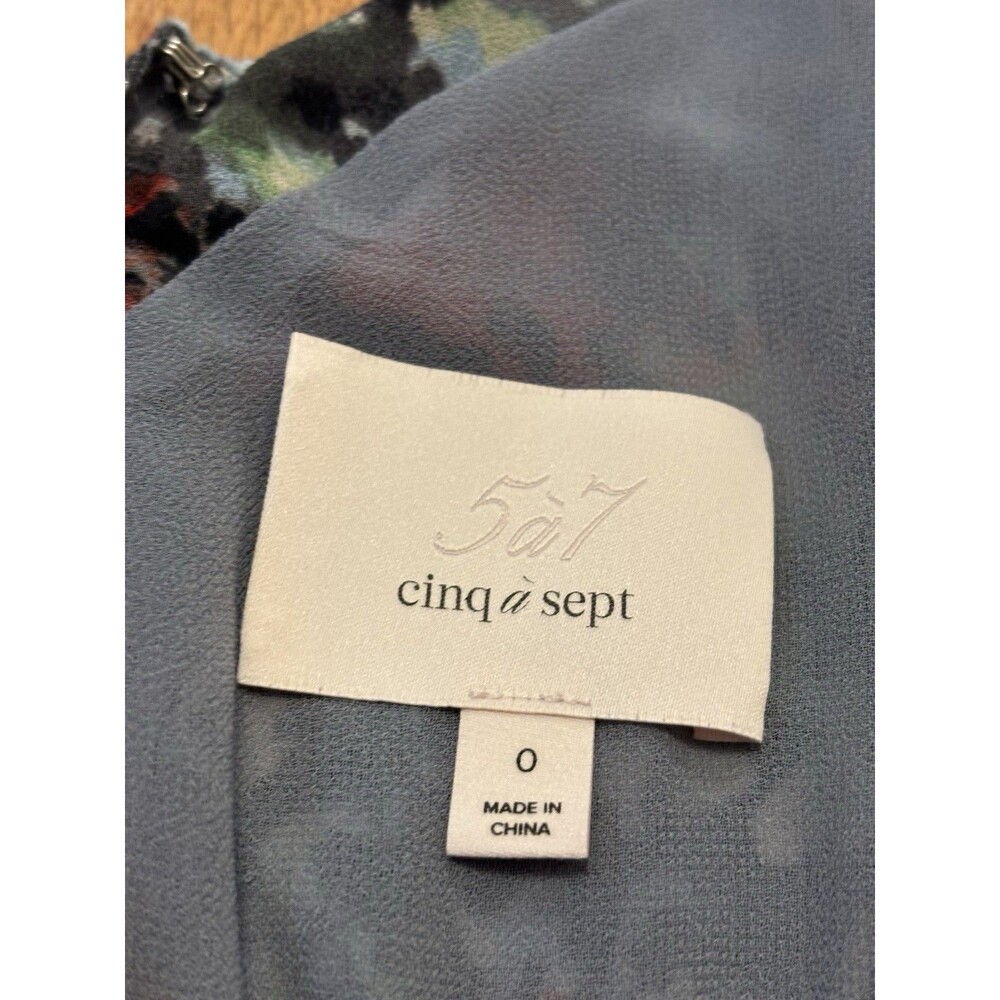 5à7
cinq à sept
0
MADE IN
CHINA